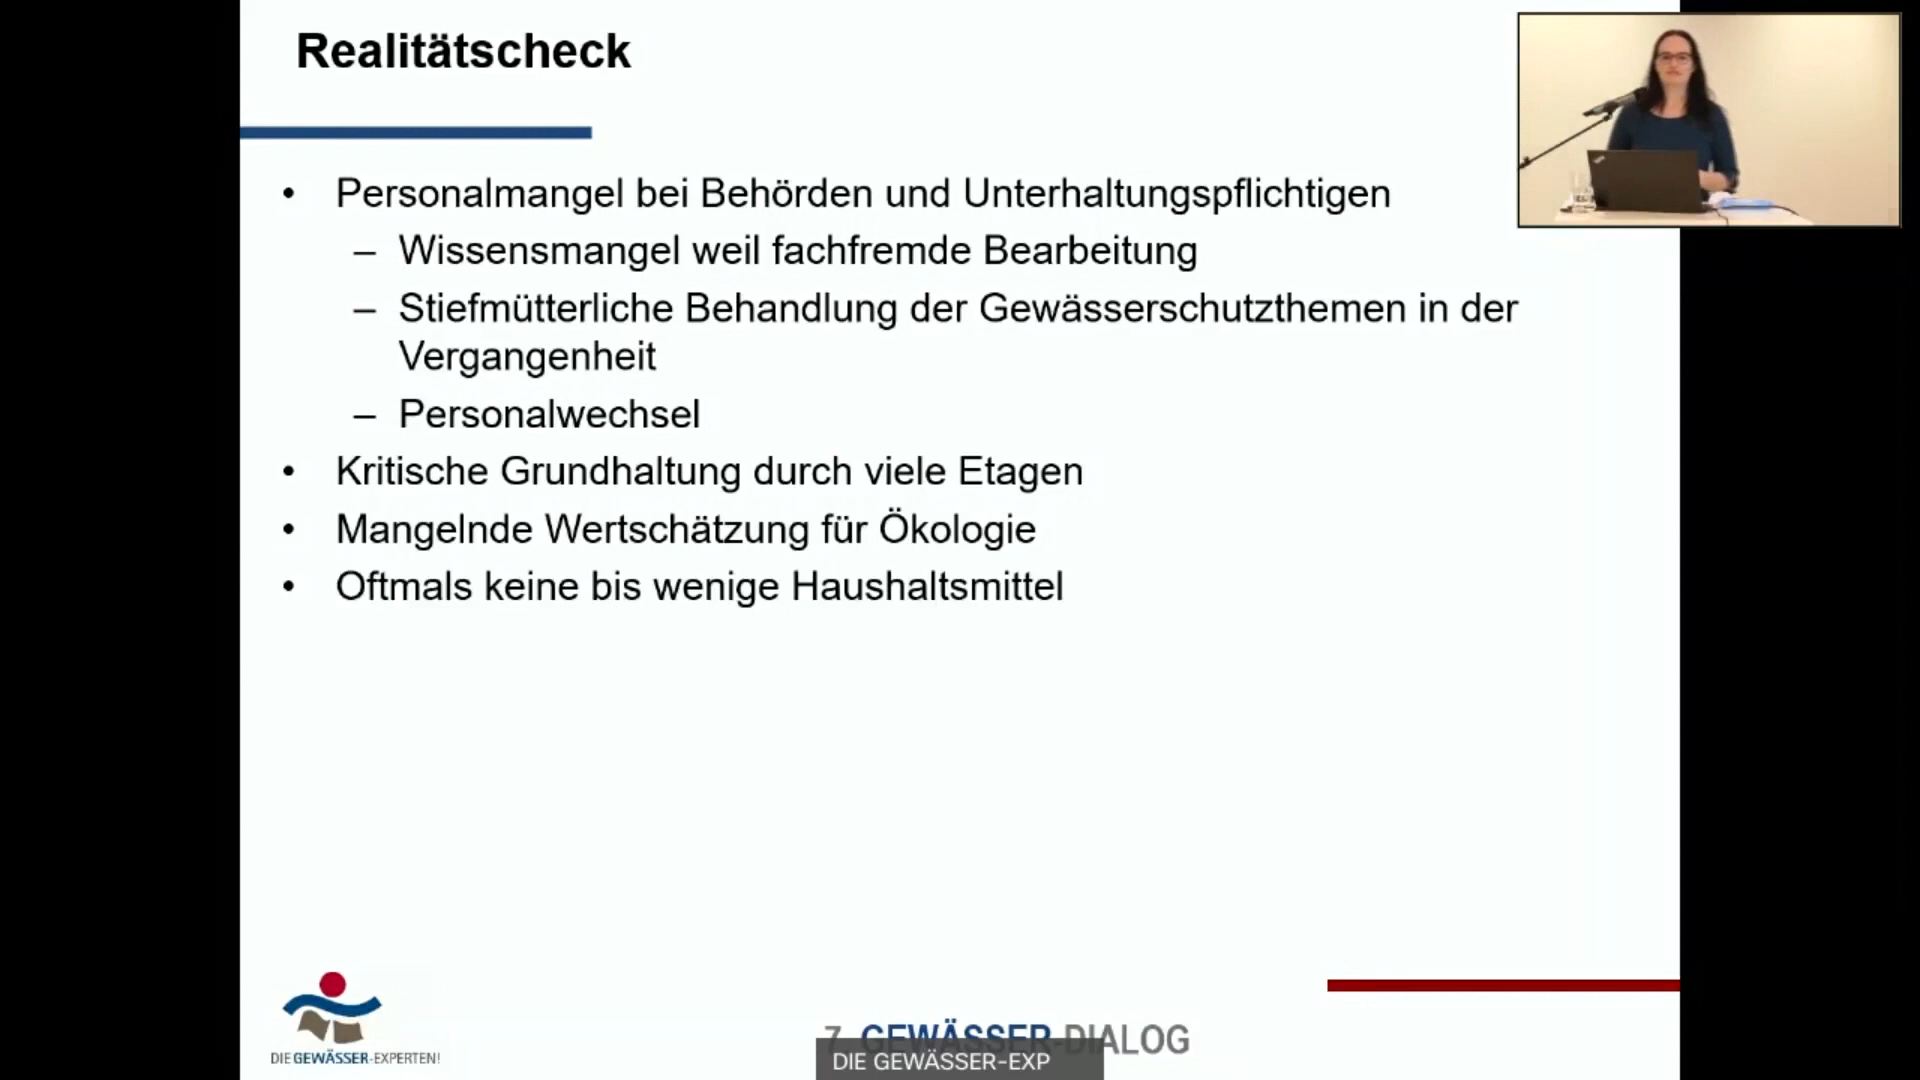 Realitätscheck
• Personalmangel bei Behörden und Unterhaltungspflichtigen
– Wissensmangel weil fachfremde Bearbeitung
– Stiefmütterliche Behandlung der Gewässerschutzthemen in der
Vergangenheit
– Personalwechsel
• Kritische Grundhaltung durch viele Etagen
• Mangelnde Wertschätzung für Ökologie
• Oftmals keine bis wenige Haushaltsmittel
DIE GEWÄSSER-EXPERTEN!
7. GEWÄSSER-DIALOG
DIE GEWÄSSER-EXP